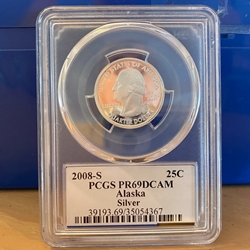 2008-S 25C
PCGS PR69DCAM
Alaska
Silver
39193.69/35054367